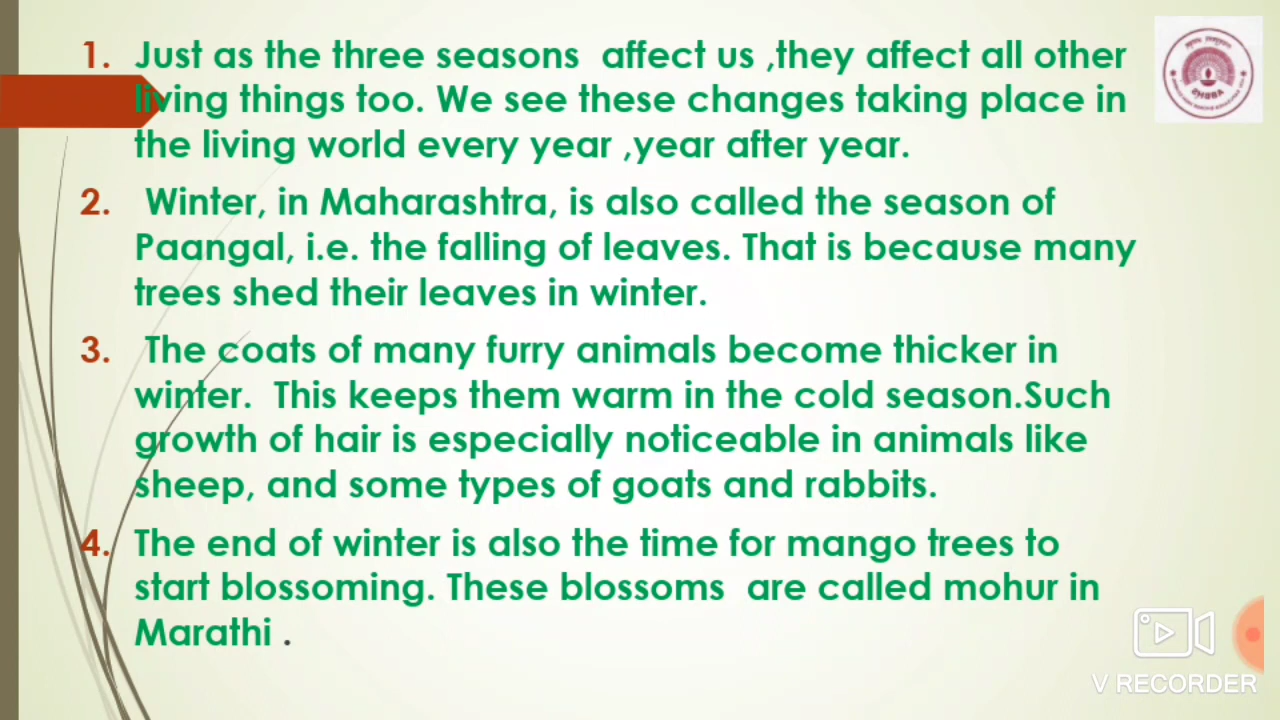 1. Just as the three seasons affect us ,they affect all other
living things too. We see these changes taking place in
the living world every year ,year after year.
2. Winter, in Maharashtra, is also called the season of
Paangal, i.e. the falling of leaves. That is because many
trees shed their leaves in winter.
3. The coats of many furry animals become thicker in
winter. This keeps them warm in the cold season.Such
growth of hair is especially noticeable in animals like
sheep, and some types of goats and rabbits.
4. The end of winter is also the time for mango trees to
start blossoming. These blossoms are called mohur in
Marathi .
V RECORDER